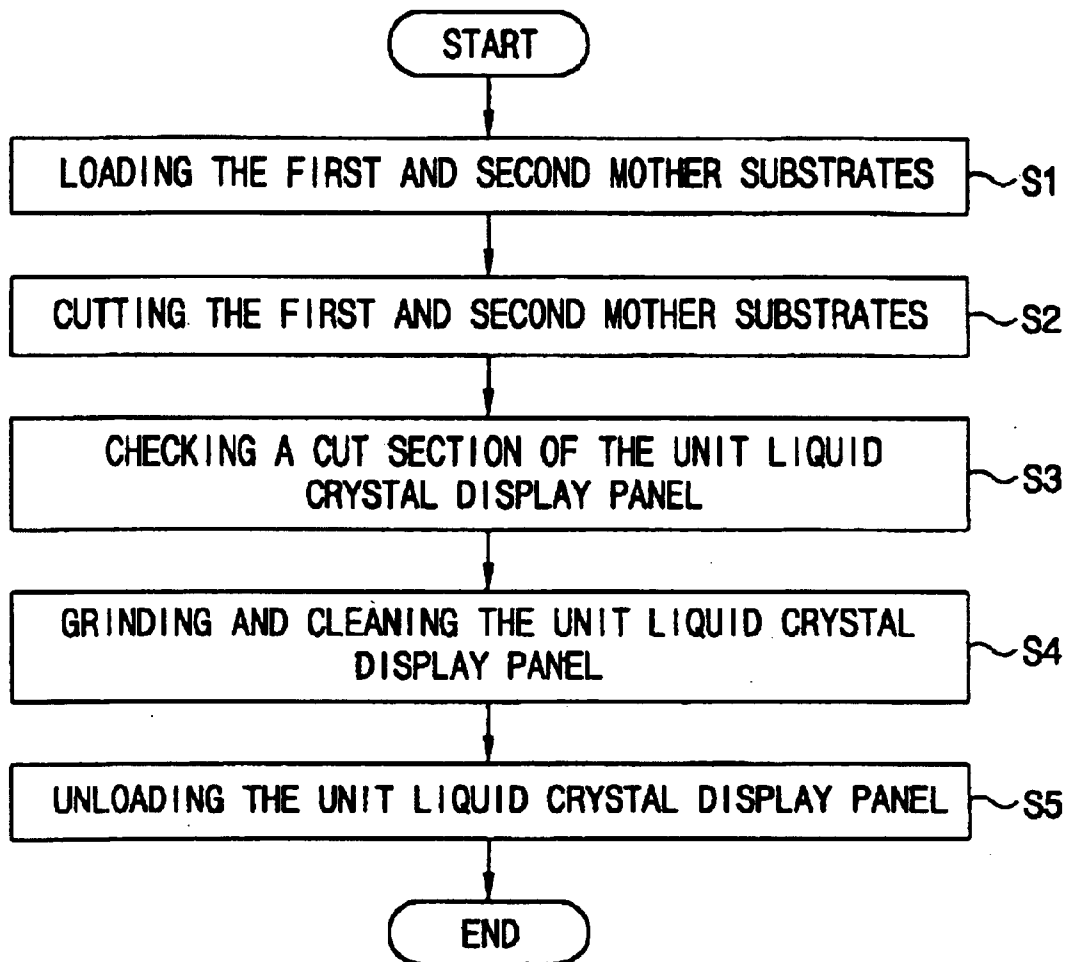 START
LOADING THE FIRST AND SECOND MOTHER SUBSTRATES
S1
CUTTING THE FIRST AND SECOND MOTHER SUBSTRATES
S2
CHECKING A CUT SECTION OF THE UNIT LIQUID
CRYSTAL DISPLAY PANEL
S3
GRINDING AND CLEANING THE UNIT LIQUID CRYSTAL
DISPLAY PANEL
S4
UNLOADING THE UNIT LIQUID CRYSTAL DISPLAY PANEL
S5
END